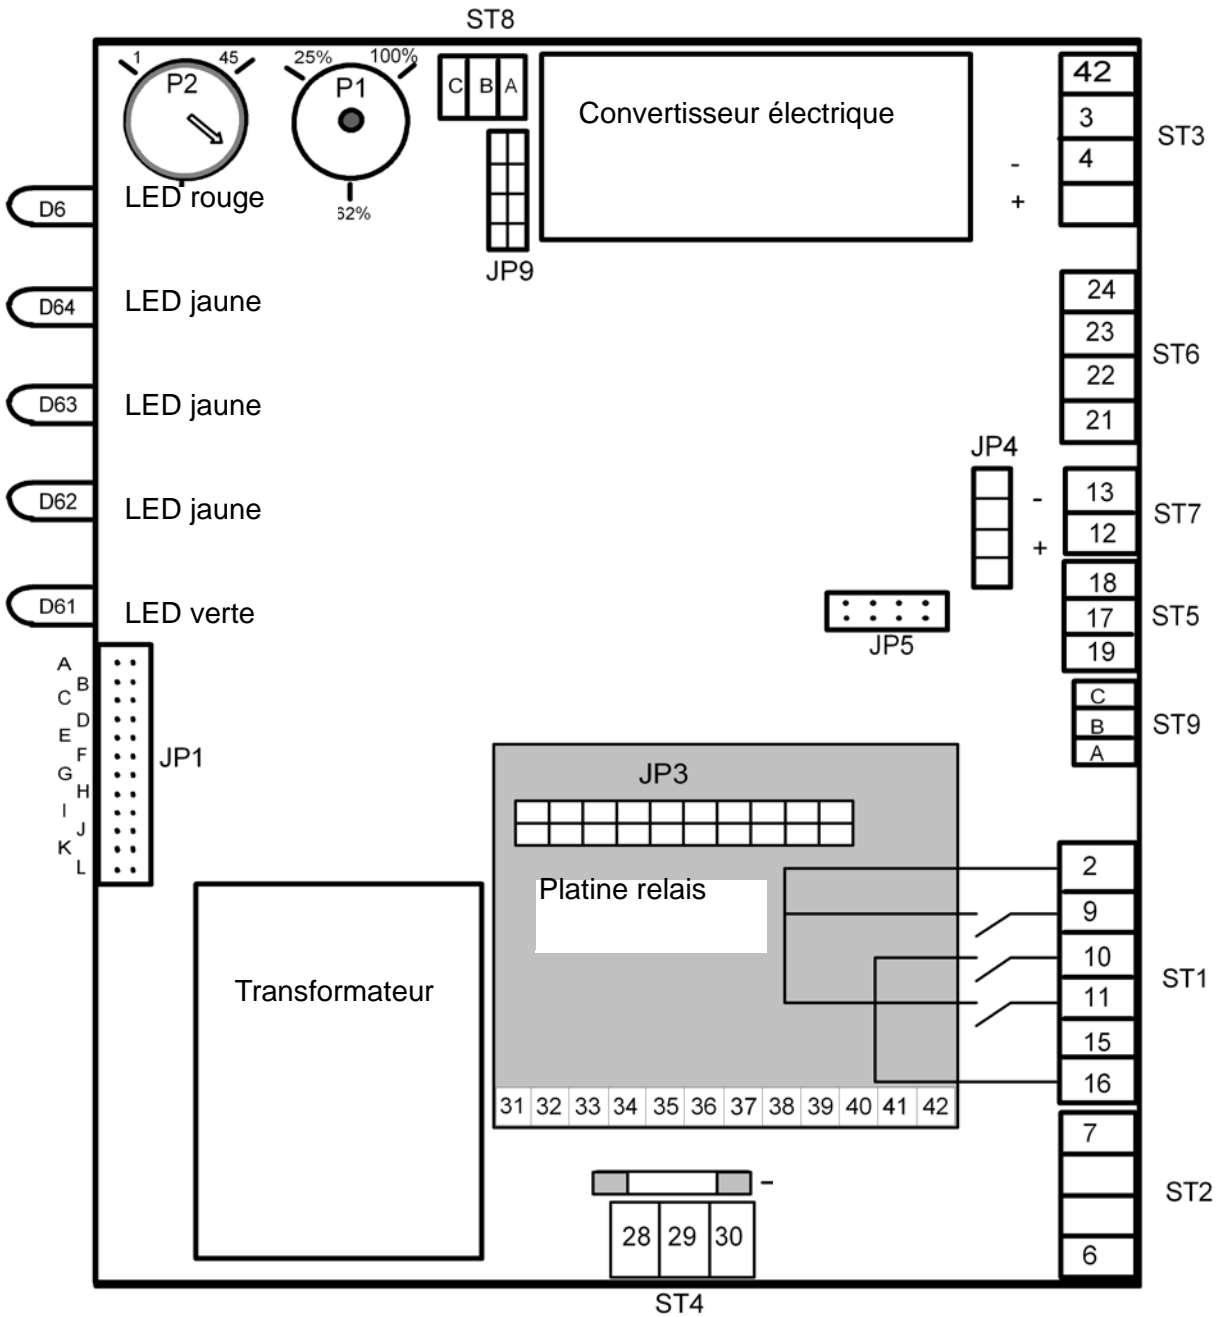 ST8
1 45 25% 100%
P2 P1 C B A
Convertisseur électrique
42
3
4
ST3
-
+
D6 LED rouge
62%
JP9
D64 LED jaune
24
23
22
21
ST6
D63 LED jaune
JP4
D62 LED jaune
-
+
13
12
ST7
D61 LED verte
JP5
18
17
19
ST5
A
B
C
D
E
F
G
H
I
J
K
L
JP1
C
B
A
ST9
JP3
Platine relais
2
9
10
11
15
16
ST1
Transformateur
31 32 33 34 35 36 37 38 39 40 41 42
7
6
ST2
-
28 29 30
ST4